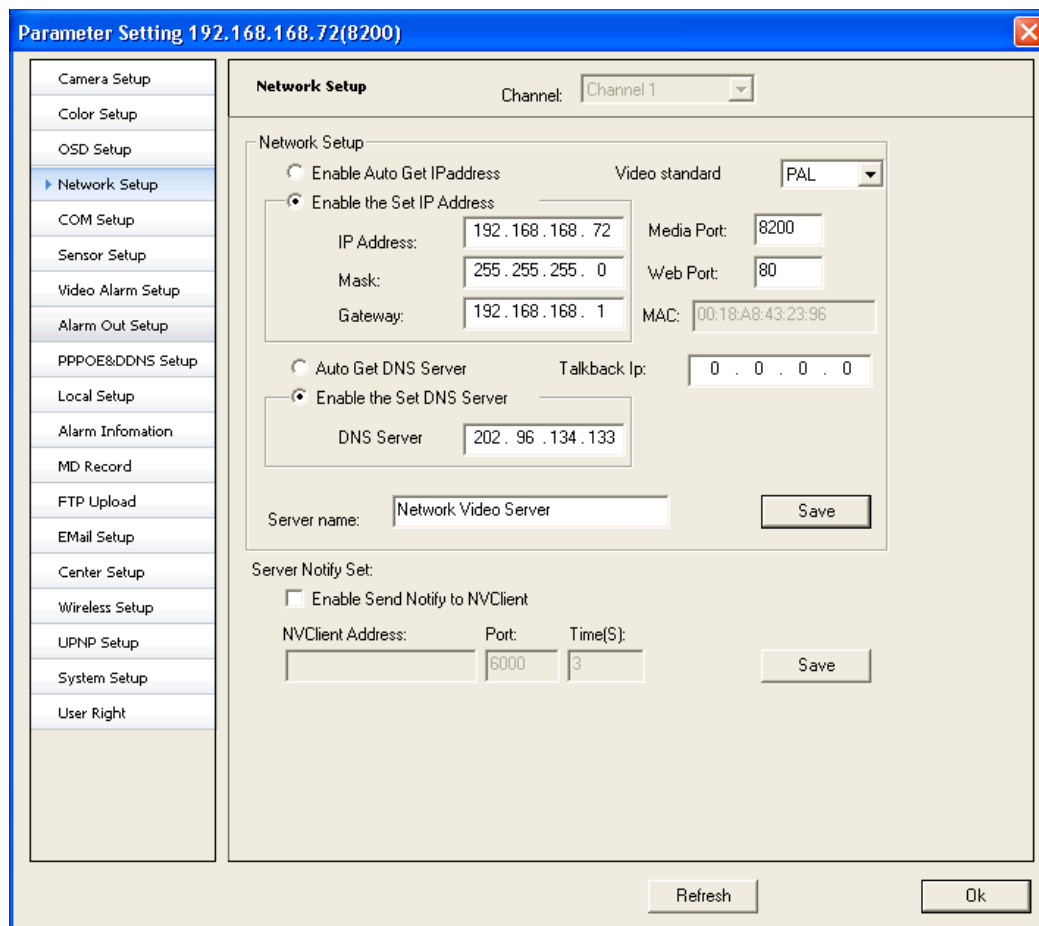 Parameter Setting 192.168.168.72(8200)
Camera Setup
Color Setup
OSD Setup
Network Setup
COM Setup
Sensor Setup
Video Alarm Setup
Alarm Out Setup
PPPOE&DDNS Setup
Local Setup
Alarm Infomation
MD Record
FTP Upload
EMail Setup
Center Setup
Wireless Setup
UPNP Setup
System Setup
User Right
Network Setup
Channel: Channel 1
Network Setup
Enable Auto Get IPaddress
Video standard PAL
Enable the Set IP Address
IP Address: 192.168.168. 72
Media Port: 8200
Mask: 255.255.255. 0
Web Port: 80
Gateway: 192.168.168. 1
MAC: 00:18:A8:43:23:96
Auto Get DNS Server
Talkback Ip: 0 . 0 . 0 . 0
Enable the Set DNS Server
DNS Server 202. 96 .134.133
Server name: Network Video Server
Save
Server Notify Set:
Enable Send Notify to NVClient
NVClient Address: Port: Time(S):
6000 3
Save
Refresh Ok